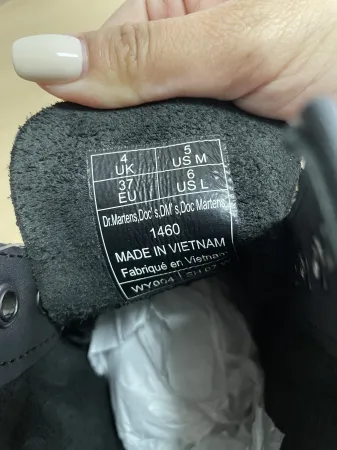 4 UK 5 US M
37 EU 6 US L
Dr.Martens,Doc's,DM's,Doc Martens
1460
MADE IN VIETNAM
Fabriqué en Vietnam
WY004